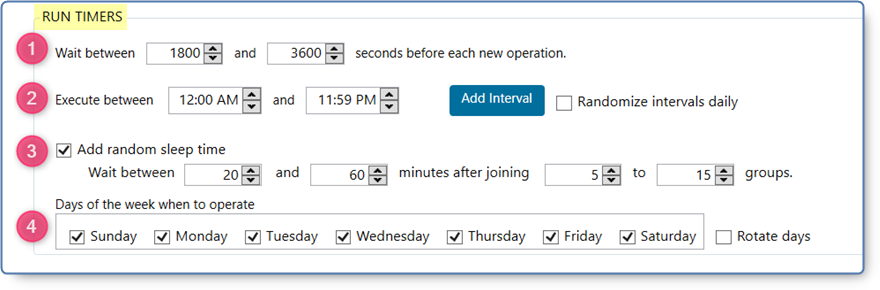 RUN TIMERS
1 Wait between 1800 and 3600 seconds before each new operation.
2 Execute between 12:00 AM and 11:59 PM Add Interval Randomize intervals daily
3 Add random sleep time
Wait between 20 and 60 minutes after joining 5 to 15 groups.
Days of the week when to operate
4 Sunday Monday Tuesday Wednesday Thursday Friday Saturday Rotate days